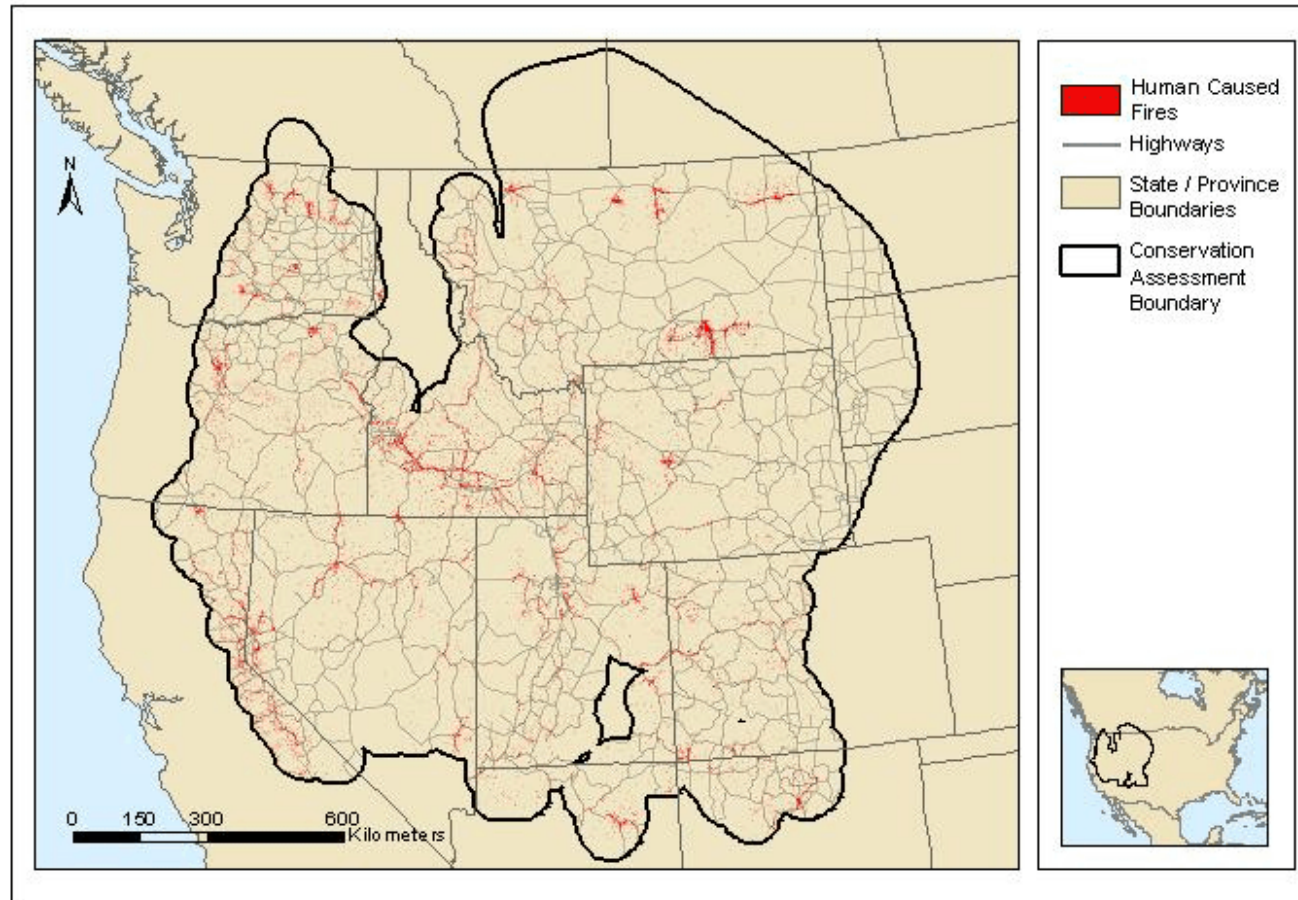 N
0 150 300 600
Kilometers
Human Caused
Fires
Highways
State / Province
Boundaries
Conservation
Assessment
Boundary